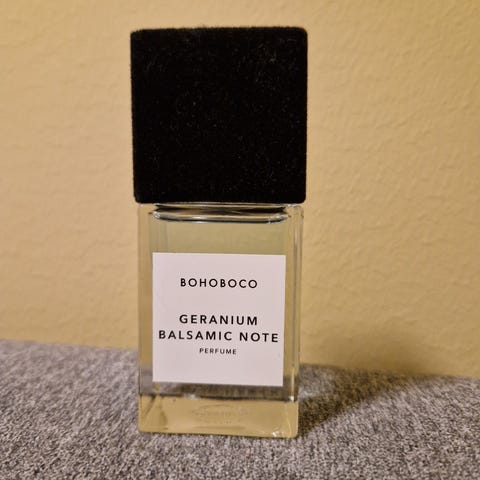 BOHOBOCO
GERANIUM
BALSAMIC NOTE
PERFUME